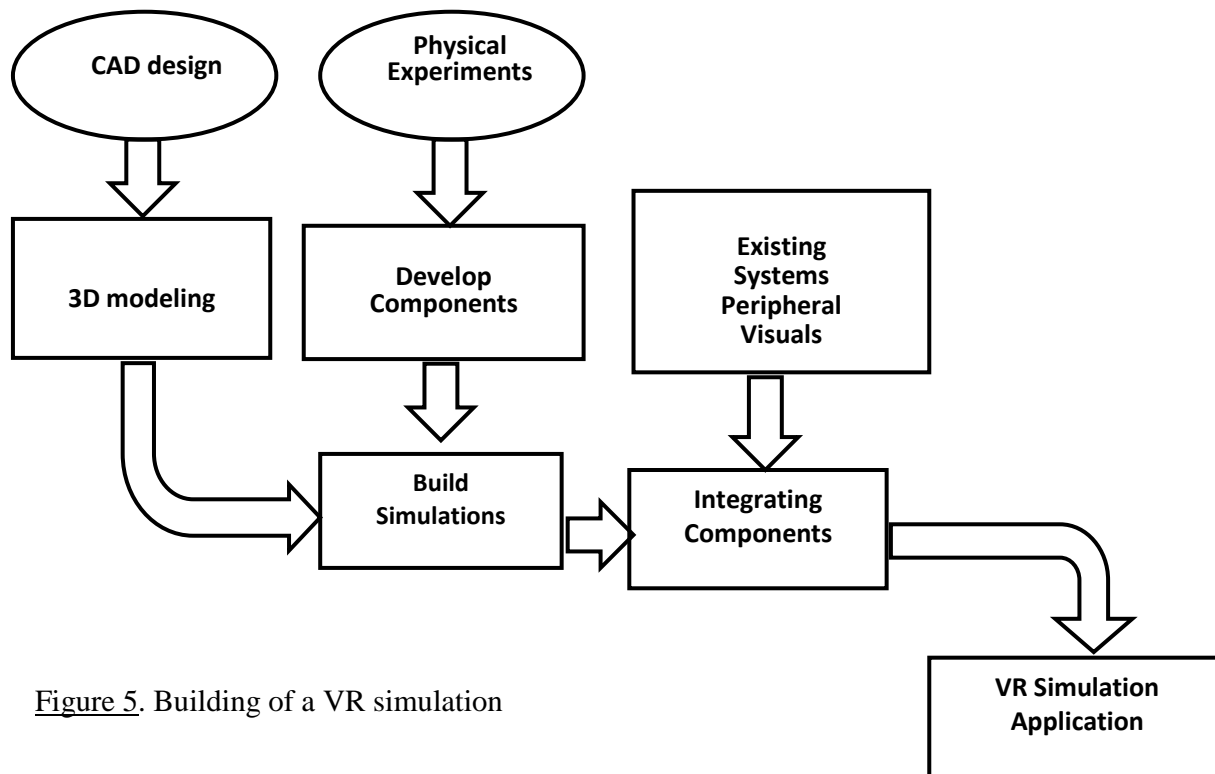 CAD design
Physical
Experiments
3D modeling
Develop
Components
Existing
Systems
Peripheral
Visuals
Build
Simulations
Integrating
Components
VR Simulation
Application
Figure 5. Building of a VR simulation